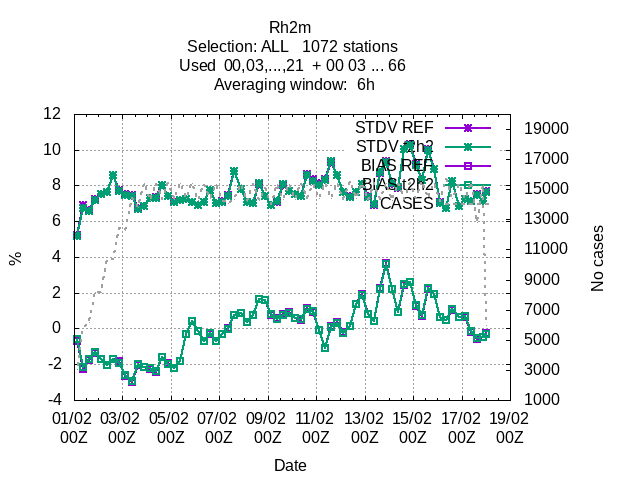 Rh2m
Selection: ALL   1072 stations
Used  00,03,...,21  + 00 03 ... 66
Averaging window:  6h
12
10
8
6
4
2
0
-2
-4
%
19000
17000
15000
13000
11000
9000
7000
5000
3000
1000
No cases
STDV REF
STDV t2h2
BIAS REF
BIAS t2h2
CASES
01/02 03/02 05/02 07/02 09/02 11/02 13/02 15/02 17/02 19/02
00Z 00Z 00Z 00Z 00Z 00Z 00Z 00Z 00Z 00Z
Date